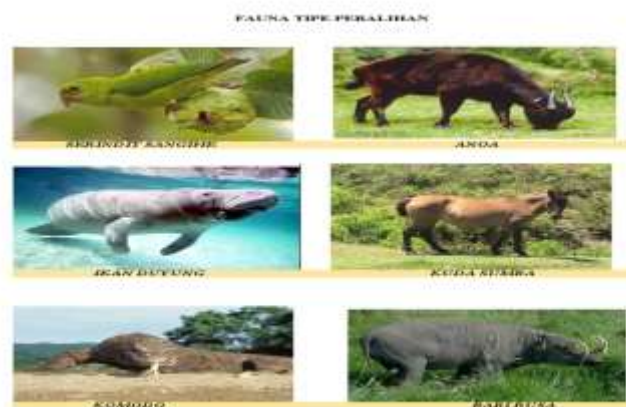 FAUNA TIPE PERALIHAN
SERINDIT SANGIHE
ANOA
IKAN DUYUNG
KUDA SUMBA
KOMODO
BABI RUSA